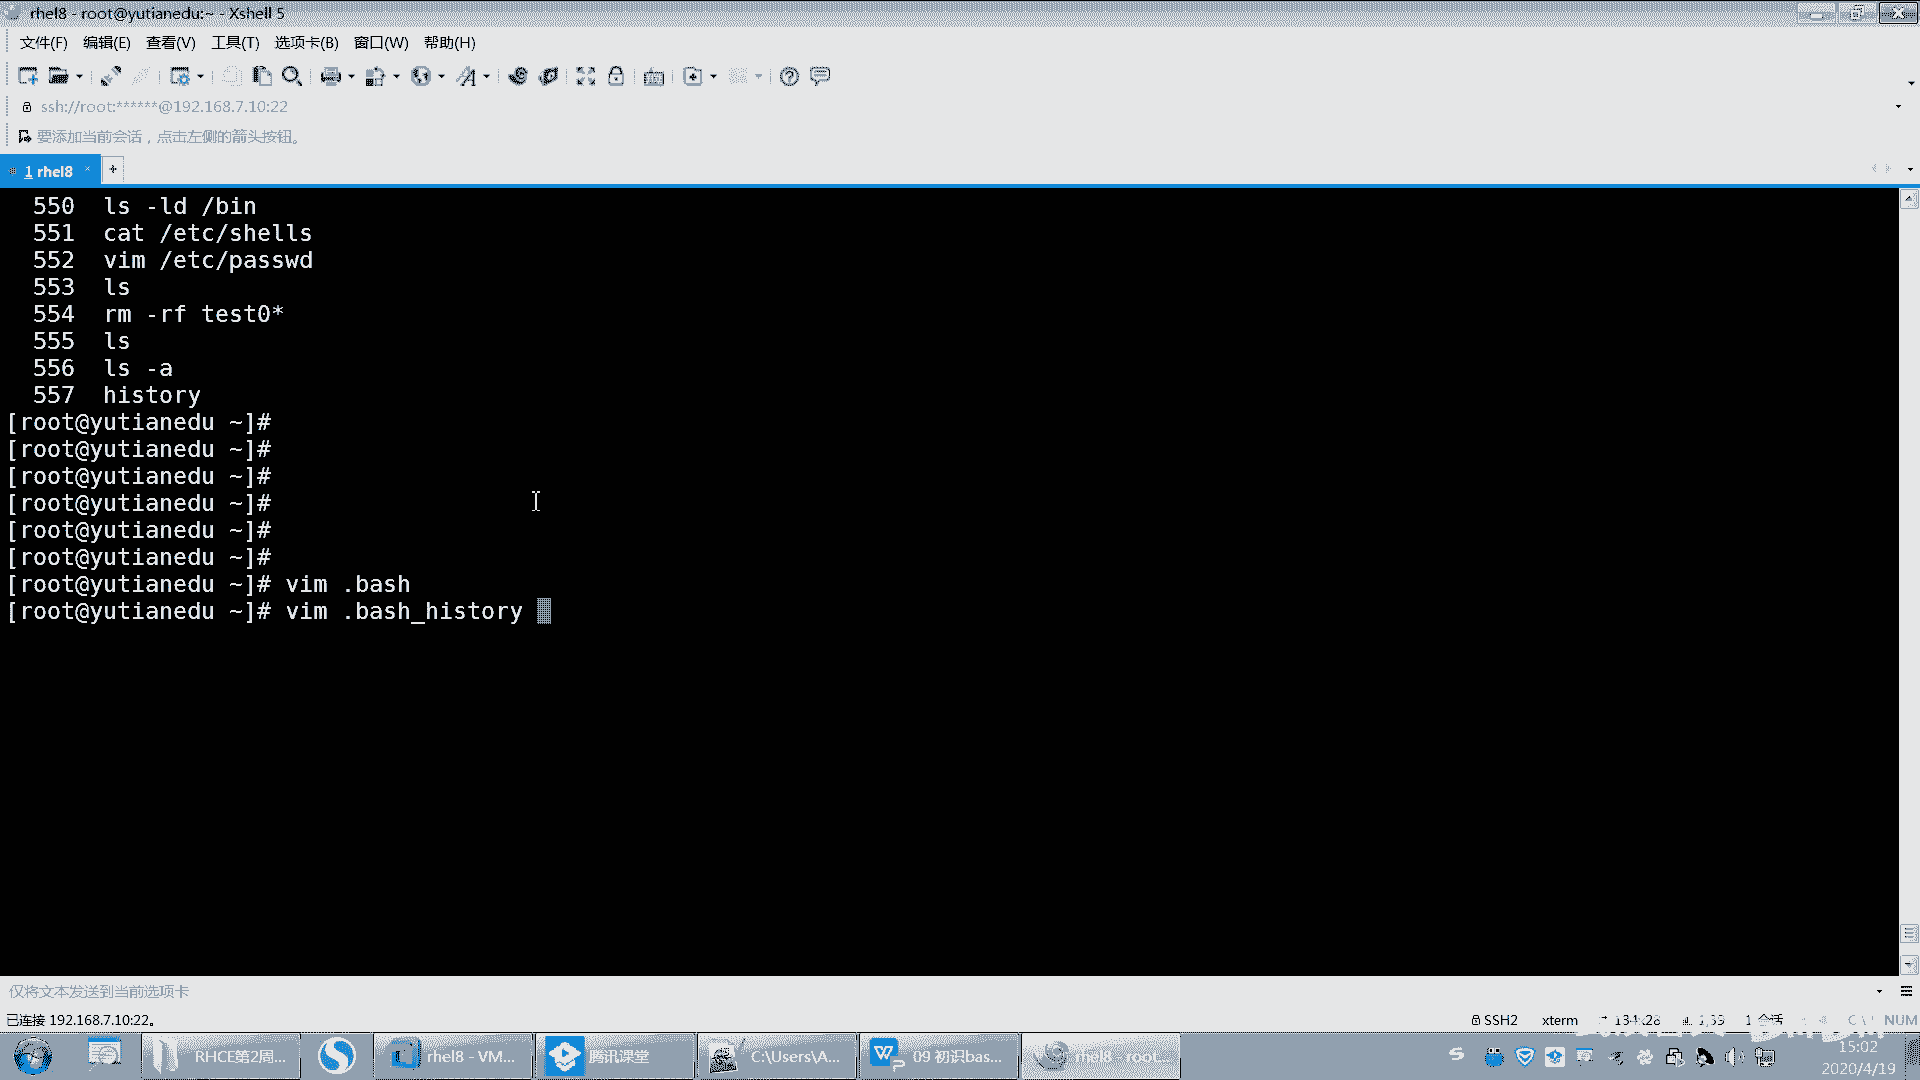 rhel8 - root@yutianedu:~ - Xshell 5
文件(F) 编辑(E) 查看(V) 工具(T) 选项卡(B) 窗口(W) 帮助(H)
ssh://root:******@192.168.7.10:22
要添加当前会话，点击左侧的箭头按钮。
1 rhel8
550 ls -ld /bin
551 cat /etc/shells
552 vim /etc/passwd
553 ls
554 rm -rf test0*
555 ls
556 ls -a
557 history
[root@yutianedu ~]#
[root@yutianedu ~]#
[root@yutianedu ~]#
[root@yutianedu ~]#
[root@yutianedu ~]#
[root@yutianedu ~]#
[root@yutianedu ~]# vim .bash
[root@yutianedu ~]# vim .bash_history
仅将文本发送到当前选项卡
已连接 192.168.7.10:22。
SSH2 xterm 134x28 1 会话 NUM
RHCE第2周... rhel8 - VM... 腾讯课堂 C:\Users\A... 09 初识bas... rhel8 - root...
15:02
2020/4/19